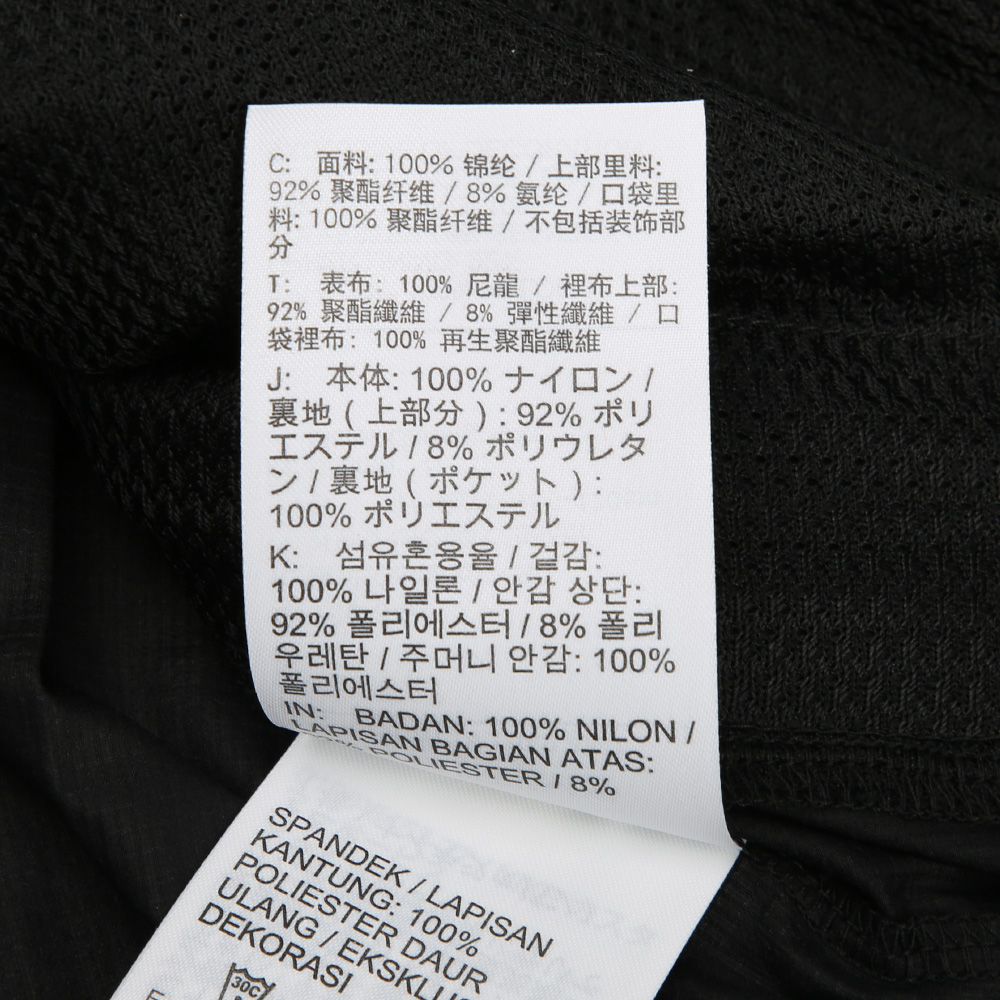 C: 面料: 100% 锦纶 / 上部里料:
92% 聚酯纤维 / 8% 氨纶 / 口袋里
料: 100% 聚酯纤维 / 不包括装饰部
分
T: 表布: 100% 尼龍 / 裡布上部:
92% 聚酯纖維 / 8% 彈性纖維 / 口
袋裡布: 100% 再生聚酯纖維
J: 本体: 100% ナイロン /
裏地 ( 上部分 ) : 92% ポリ
エステル / 8% ポリウレタ
ン / 裏地 ( ポケット ) :
100% ポリエステル
K: 섬유혼용율 / 겉감:
100% 나일론 / 안감 상단:
92% 폴리에스터 / 8% 폴리
우레탄 / 주머니 안감: 100%
폴리에스터
IN: BADAN: 100% NILON /
LAPISAN BAGIAN ATAS:
POLIESTER / 8%
SPANDEK / LAPISAN
KANTUNG: 100%
POLIESTER DAUR
ULANG / EKSKLU
DEKORASI
30C